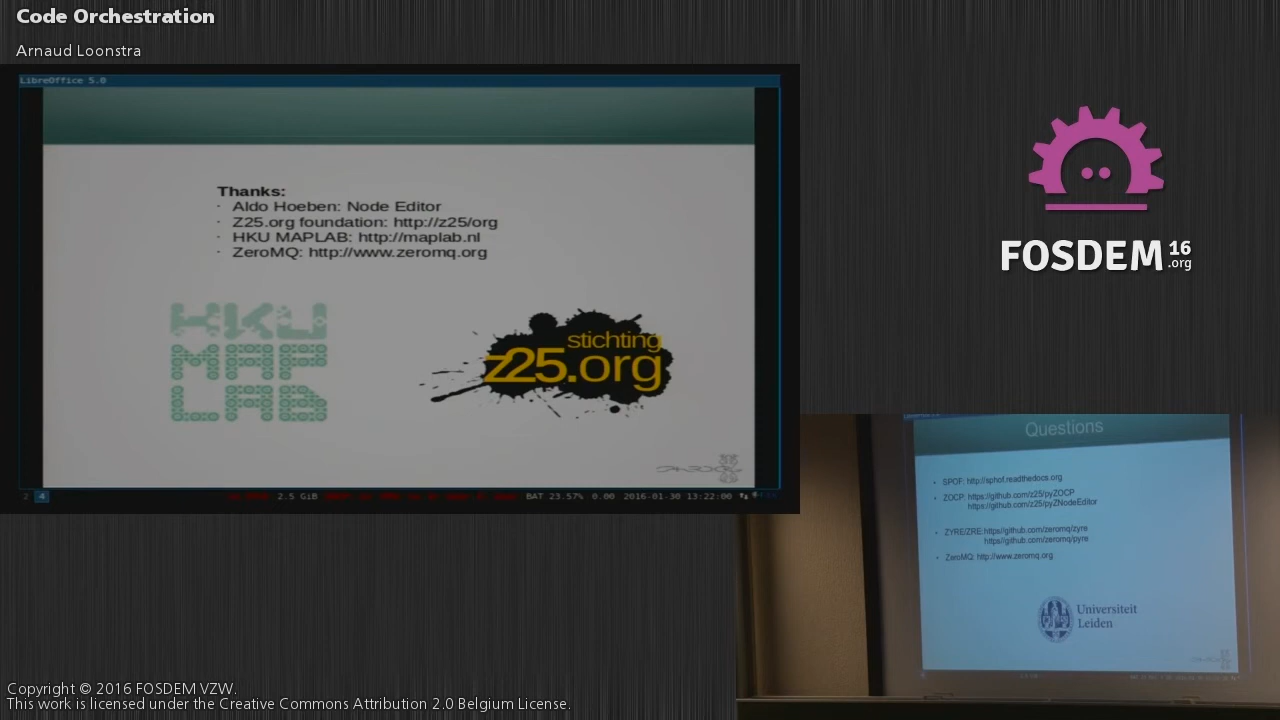 Code Orchestration
Arnaud Loonstra
LibreOffice 5.0
Thanks:
· Aldo Hoeben: Node Editor
· Z25.org foundation: http://z25/org
· HKU MAPLAB: http://maplab.nl
· ZeroMQ: http://www.zeromq.org
HKU
MAP
LAB
stichting
z25.org
2 4
2.5 GiB
BAT 23.57% 0.00 2016-01-30 13:22:00
FOSDEM 16
.org
Questions
• SPOF: http://sphof.readthedocs.org
• ZOCP: https://github.com/z25/pyZOCP
https://github.com/z25/pyZNodeEditor
• ZYRE/ZRE:https//github.com/zeromq/zyre
https//github.com/zeromq/pyre
• ZeroMQ: http://www.zeromq.org
Universiteit
Leiden
Copyright © 2016 FOSDEM VZW.
This work is licensed under the Creative Commons Attribution 2.0 Belgium License.